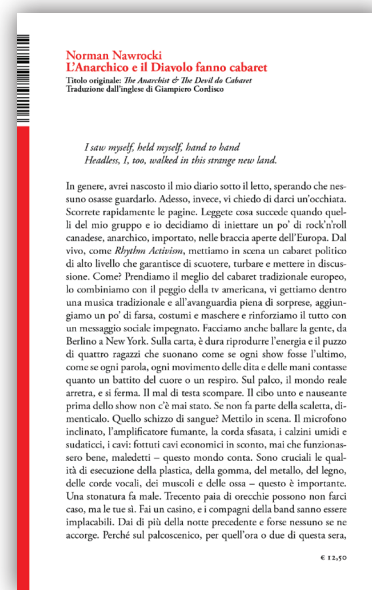 Norman Nawrocki
L'Anarchico e il Diavolo fanno cabaret
Titolo originale: The Anarchist & The Devil do Cabaret
Traduzione dall'inglese di Giampiero Cordisco
I saw myself, held myself, hand to hand
Headless, I, too, walked in this strange new land.
In genere, avrei nascosto il mio diario sotto il letto, sperando che nes-
suno osasse guardarlo. Adesso, invece, vi chiedo di darci un'occhiata.
Scorrete rapidamente le pagine. Leggete cosa succede quando quel-
li del mio gruppo e io decidiamo di iniettare un po' di rock'n'roll
canadese, anarchico, importato, nelle braccia aperte dell'Europa. Dal
vivo, come Rhythm Activism, mettiamo in scena un cabaret politico
di alto livello che garantisce di scuotere, turbare e mettere in discus-
sione. Come? Prendiamo il meglio del cabaret tradizionale europeo,
lo combiniamo con il peggio della tv americana, vi gettiamo dentro
una musica tradizionale e all'avanguardia piena di sorprese, aggiun-
giamo un po' di farsa, costumi e maschere e rinforziamo il tutto con
un messaggio sociale impegnato. Facciamo anche ballare la gente, da
Berlino a New York. Sulla carta, è dura riprodurre l'energia e il puzzo
di quattro ragazzi che suonano come se ogni show fosse l'ultimo,
come se ogni parola, ogni movimento delle dita e delle mani contasse
quanto un battito del cuore o un respiro. Sul palco, il mondo reale
arretra, e si ferma. Il mal di testa scompare. Il cibo unto e nauseante
prima dello show non c'è mai stato. Se non fa parte della scaletta, di-
menticalo. Quello schizzo di sangue? Mettilo in scena. Il microfono
inclinato, l'amplificatore fumante, la corda sfasata, i calzini umidi e
sudaticci, i cavi: fottuti cavi economici in sconto, mai che funzionas-
sero bene, maledetti – questo mondo conta. Sono cruciali le qual-
ità di esecuzione della plastica, della gomma, del metallo, del legno,
delle corde vocali, dei muscoli e delle ossa – questo è importante.
Una stonatura fa male. Trecento paia di orecchie possono non farci
caso, ma le tue sì. Fai un casino, e i compagni della band sanno essere
implacabili. Dai di più della notte precedente e forse nessuno se ne
accorge. Perché sul palcoscenico, per quell'ora o due di questa sera,
€ 12,50